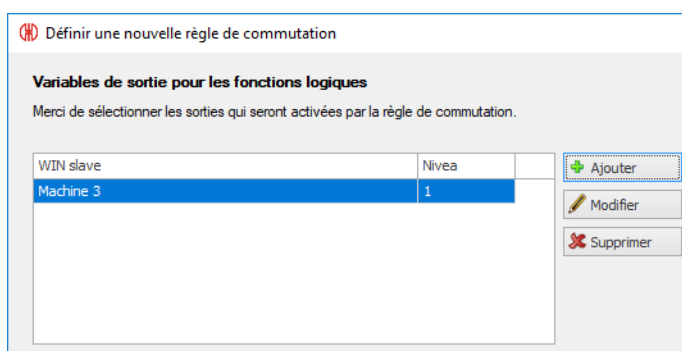 Définir une nouvelle règle de commutation
Variables de sortie pour les fonctions logiques
Merci de sélectionner les sorties qui seront activées par la règle de commutation.
WIN slave Nivea
Machine 3 1
Ajouter
Modifier
Supprimer